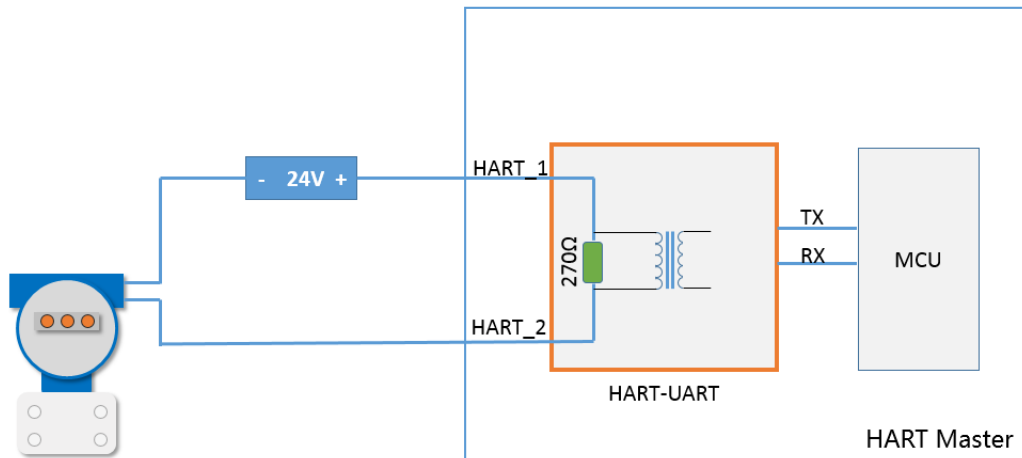 HART_1
- 24V +
TX
270Ω
RX
MCU
HART_2
HART-UART
HART Master